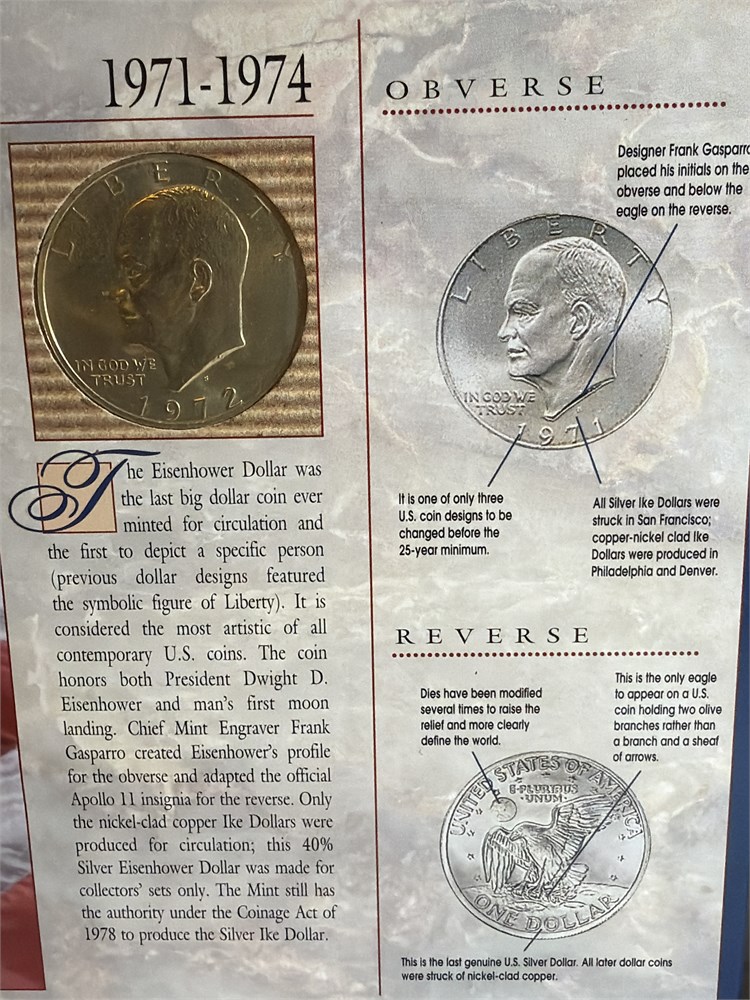 1971-1974
LIBERTY
IN GOD WE
TRUST
1972
The Eisenhower Dollar was
the last big dollar coin ever
minted for circulation and
the first to depict a specific person
(previous dollar designs featured
the symbolic figure of Liberty). It is
considered the most artistic of all
contemporary U.S. coins. The coin
honors both President Dwight D.
Eisenhower and man's first moon
landing. Chief Mint Engraver Frank
Gasparro created Eisenhower's profile
for the obverse and adapted the official
Apollo 11 insignia for the reverse. Only
the nickel-clad copper Ike Dollars were
produced for circulation; this 40%
Silver Eisenhower Dollar was made for
collectors' sets only. The Mint still has
the authority under the Coinage Act of
1978 to produce the Silver Ike Dollar.
OBVERSE
Designer Frank Gasparro
placed his initials on the
obverse and below the
eagle on the reverse.
LIBERTY
IN GOD WE
TRUST
1971
It is one of only three
U.S. coin designs to be
changed before the
25-year minimum.
All Silver Ike Dollars were
struck in San Francisco;
copper-nickel clad Ike
Dollars were produced in
Philadelphia and Denver.
REVERSE
Dies have been modified
several times to raise the
relief and more clearly
define the world.
This is the only eagle
to appear on a U.S.
coin holding two olive
branches rather than
a branch and a sheaf
of arrows.
UNITED STATES OF AMERICA
E·PLURIBUS
·UNUM·
ONE DOLLAR
This is the last genuine U.S. Silver Dollar. All later dollar coins
were struck of nickel-clad copper.